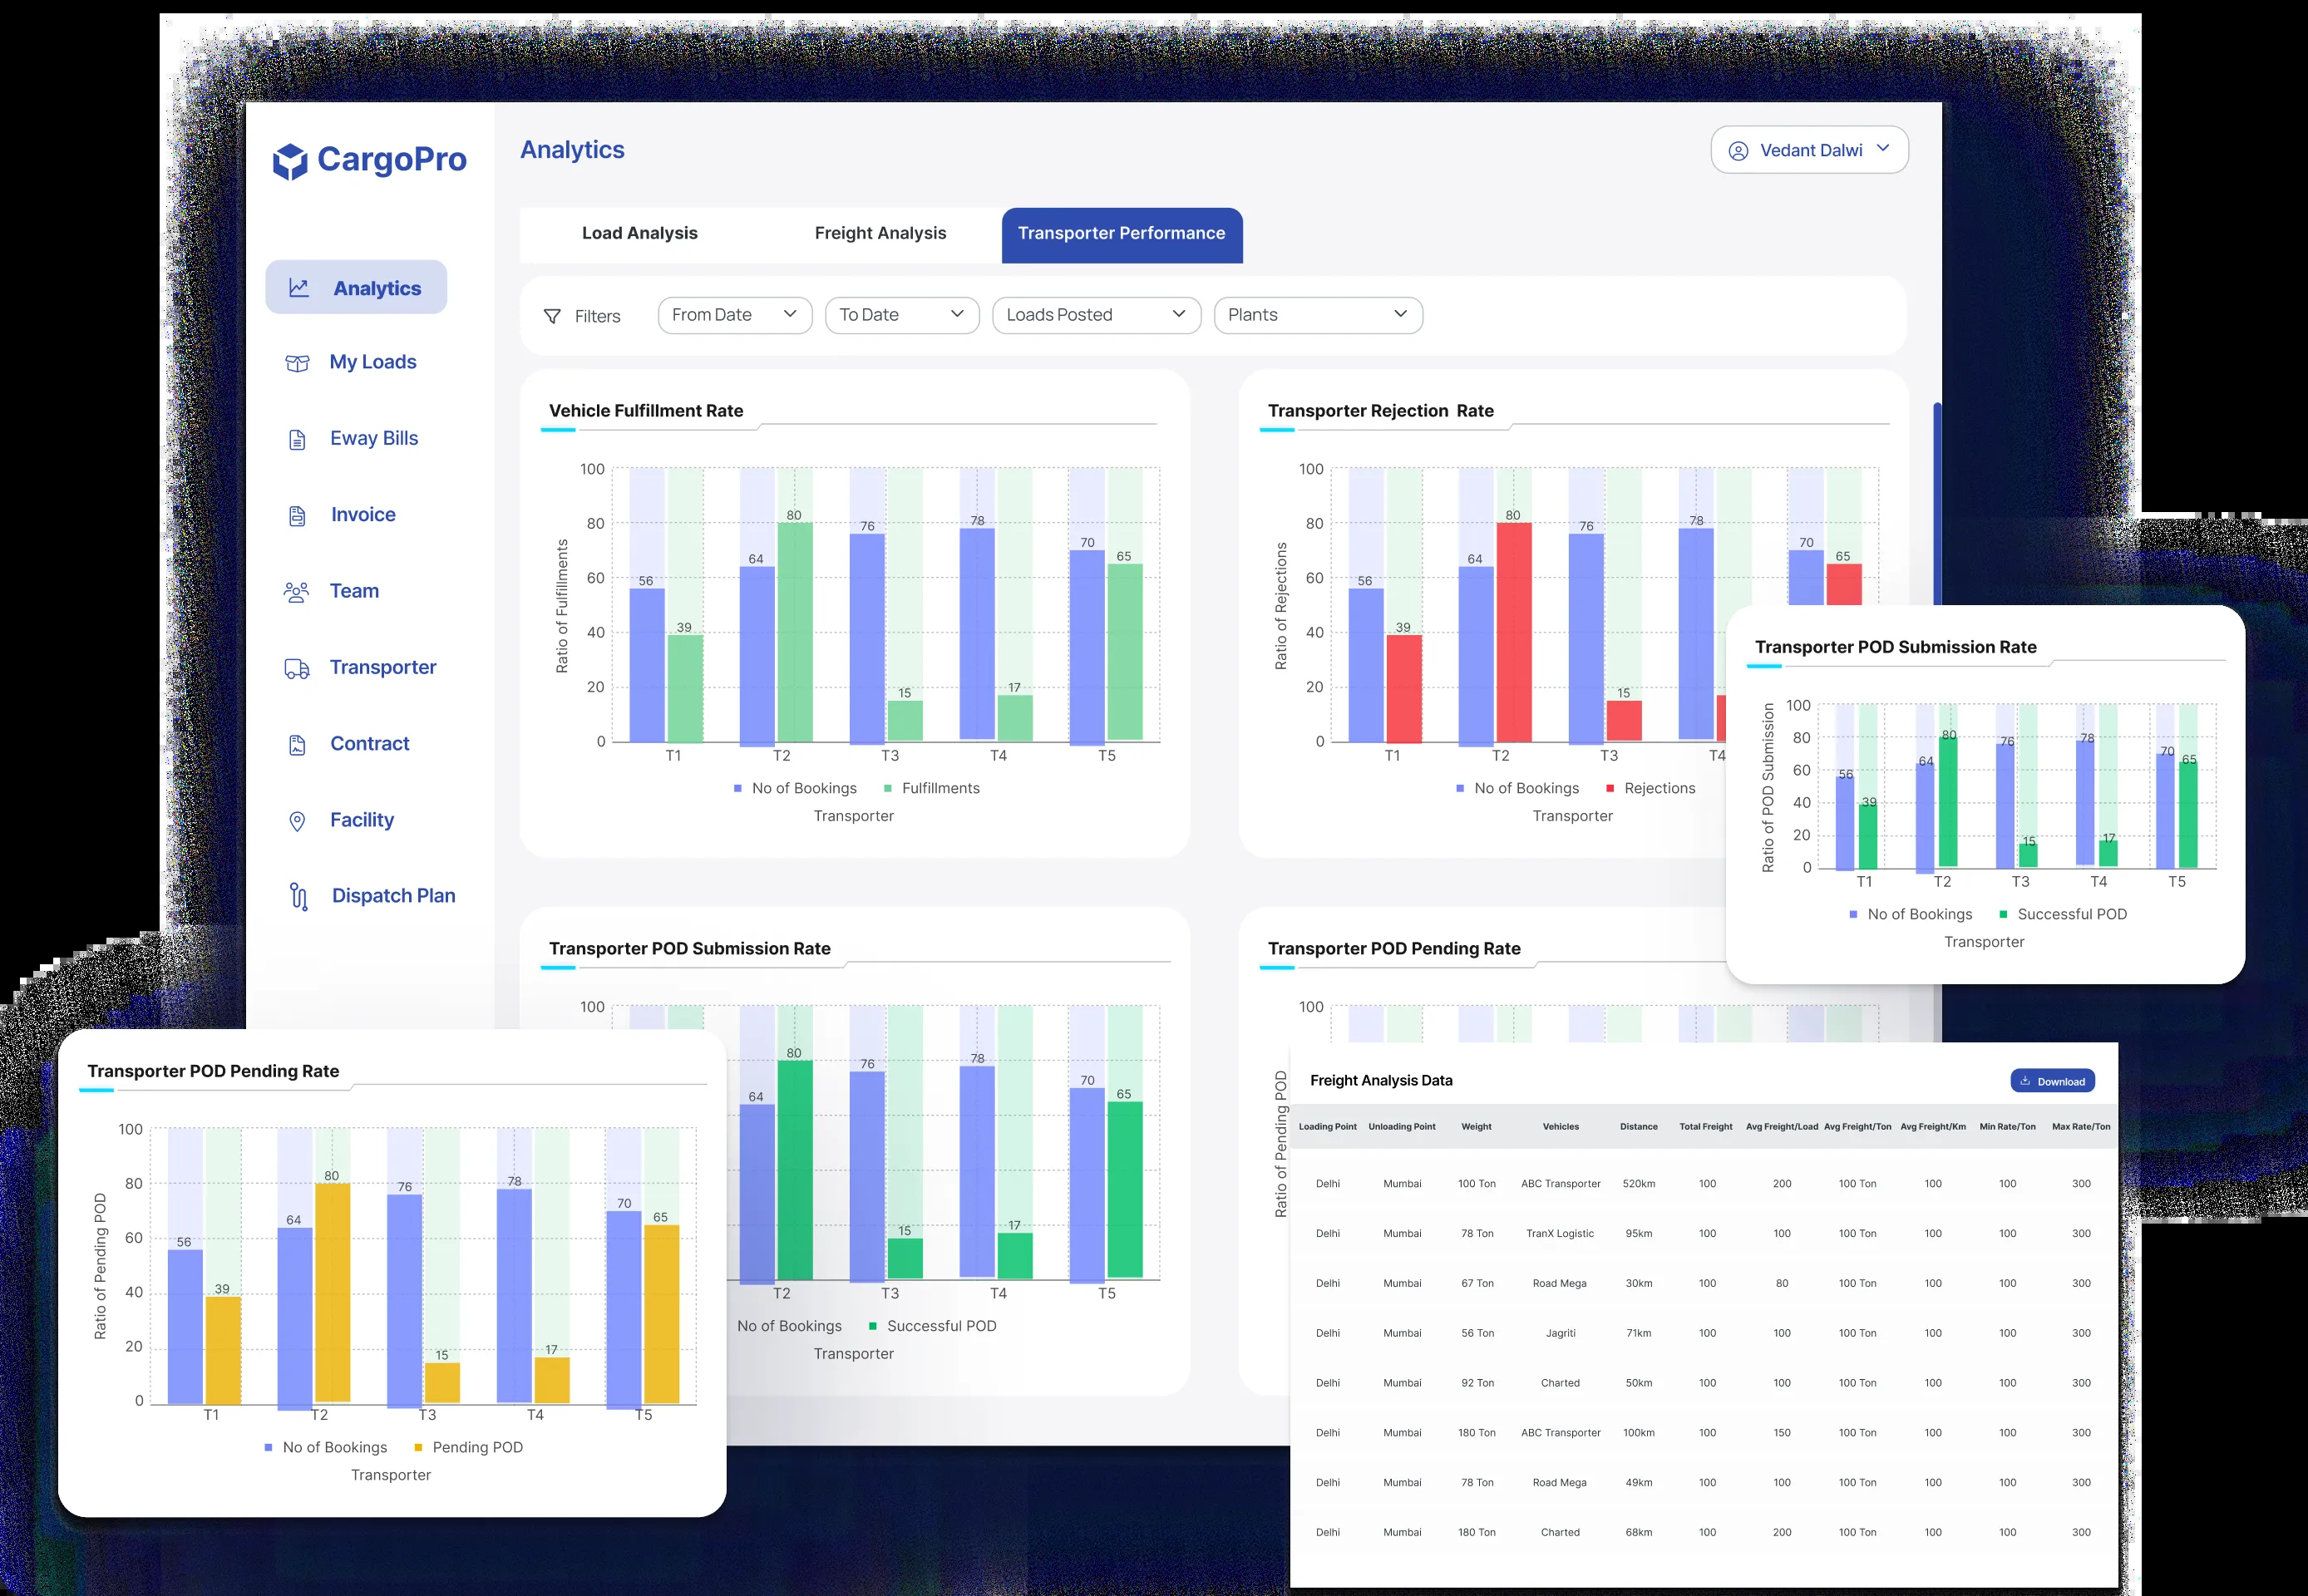 CargoPro
Analytics
Vedant Dalwi
Load Analysis
Freight Analysis
Transporter Performance
Filters
From Date
To Date
Loads Posted
Plants
Analytics
My Loads
Eway Bills
Invoice
Team
Transporter
Contract
Facility
Dispatch Plan
Vehicle Fulfillment Rate
Ratio of Fulfillments
100
80
60
40
20
0
56 39 64 80 76 15 78 17 70 65
T1 T2 T3 T4 T5
No of Bookings Fulfillments
Transporter
Transporter Rejection Rate
Ratio of Rejections
100
80
60
40
20
0
56 39 64 80 76 15 78 70 65
T1 T2 T3 T4
No of Bookings Rejections
Transporter
Transporter POD Submission Rate
Ratio of POD Submission
100
80
60
40
20
0
56 39 64 80 76 15 78 17 70 65
T1 T2 T3 T4 T5
No of Bookings Successful POD
Transporter
Transporter POD Submission Rate
100
64 80 76 15 78 17 70 65
T2 T3 T4 T5
No of Bookings Successful POD
Transporter
Transporter POD Pending Rate
100
Ratio of Pending POD
Transporter POD Pending Rate
Ratio of Pending POD
100
80
60
40
20
0
56 39 64 80 76 15 78 17 70 65
T1 T2 T3 T4 T5
No of Bookings Pending POD
Transporter
Freight Analysis Data
Download
Loading Point Unloading Point Weight Vehicles Distance Total Freight Avg Freight/Load Avg Freight/Ton Avg Freight/Km Min Rate/Ton Max Rate/Ton
Delhi Mumbai 100 Ton ABC Transporter 520km 100 200 100 Ton 100 100 300
Delhi Mumbai 78 Ton TranX Logistic 95km 100 100 100 Ton 100 100 300
Delhi Mumbai 67 Ton Road Mega 30km 100 80 100 Ton 100 100 300
Delhi Mumbai 56 Ton Jagriti 71km 100 100 100 Ton 100 100 300
Delhi Mumbai 92 Ton Charted 50km 100 100 100 Ton 100 100 300
Delhi Mumbai 180 Ton ABC Transporter 100km 100 150 100 Ton 100 100 300
Delhi Mumbai 78 Ton Road Mega 49km 100 100 100 Ton 100 100 300
Delhi Mumbai 180 Ton Charted 68km 100 200 100 Ton 100 100 300